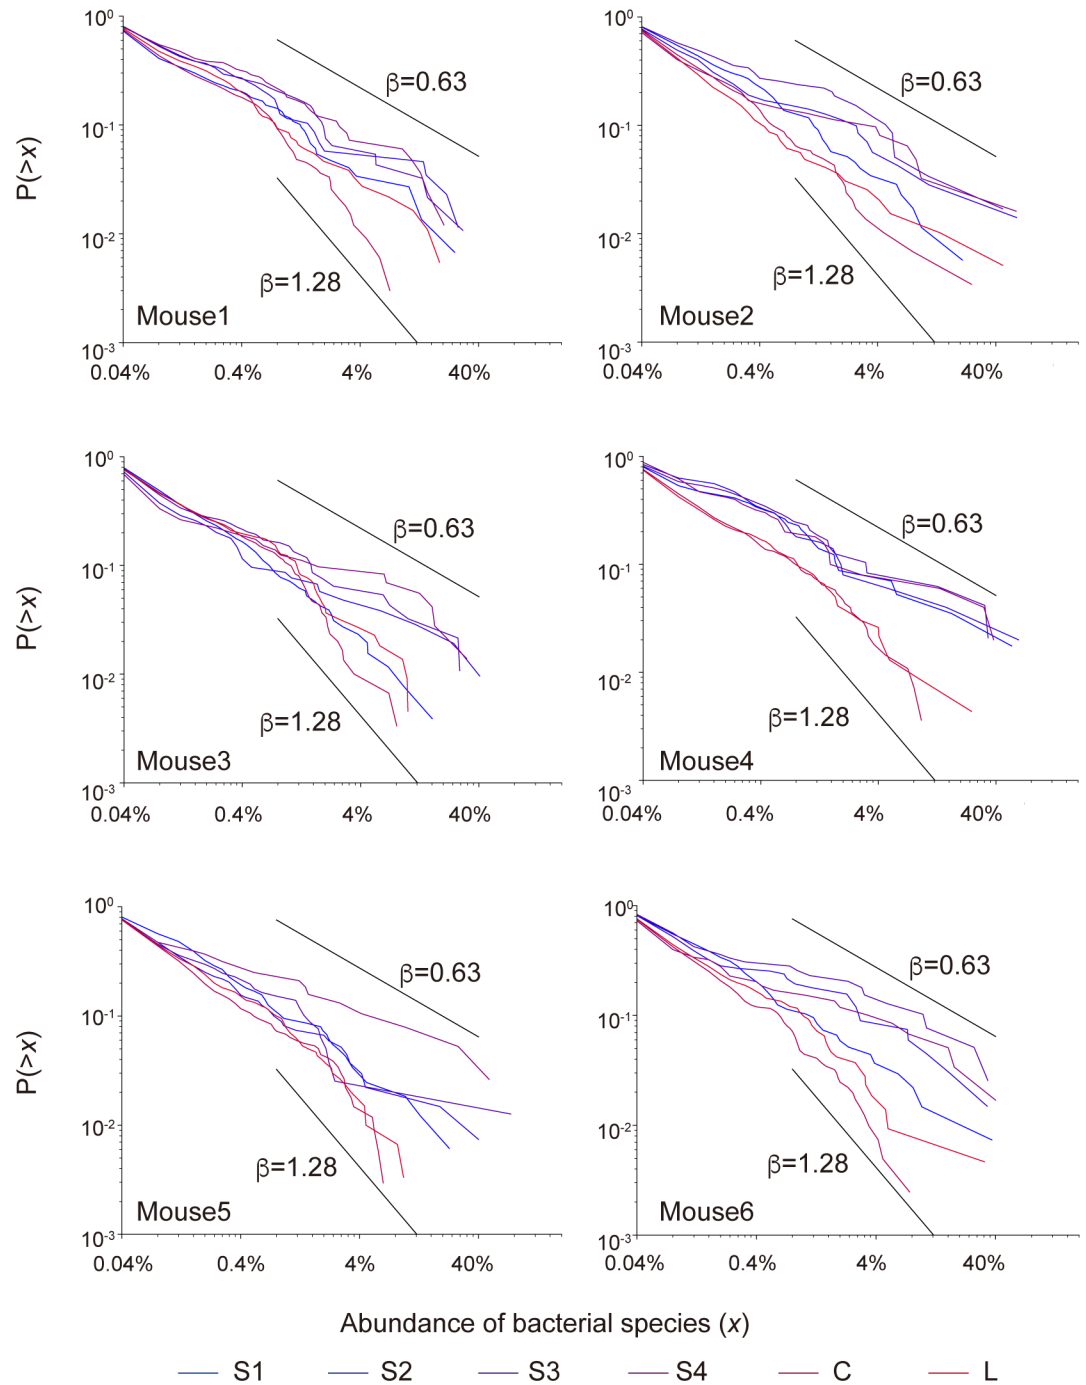 10⁰
10⁻¹
10⁻²
10⁻³
P(>x)
β=0.63
β=1.28
Mouse1
0.04% 0.4% 4% 40%
10⁰
10⁻¹
10⁻²
10⁻³
β=0.63
β=1.28
Mouse2
0.04% 0.4% 4% 40%
10⁰
10⁻¹
10⁻²
10⁻³
P(>x)
β=0.63
β=1.28
Mouse3
0.04% 0.4% 4% 40%
10⁰
10⁻¹
10⁻²
10⁻³
β=0.63
β=1.28
Mouse4
0.04% 0.4% 4% 40%
10⁰
10⁻¹
10⁻²
10⁻³
P(>x)
β=0.63
β=1.28
Mouse5
0.04% 0.4% 4% 40%
10⁰
10⁻¹
10⁻²
10⁻³
β=0.63
β=1.28
Mouse6
0.04% 0.4% 4% 40%
Abundance of bacterial species (x)
S1 S2 S3 S4 C L